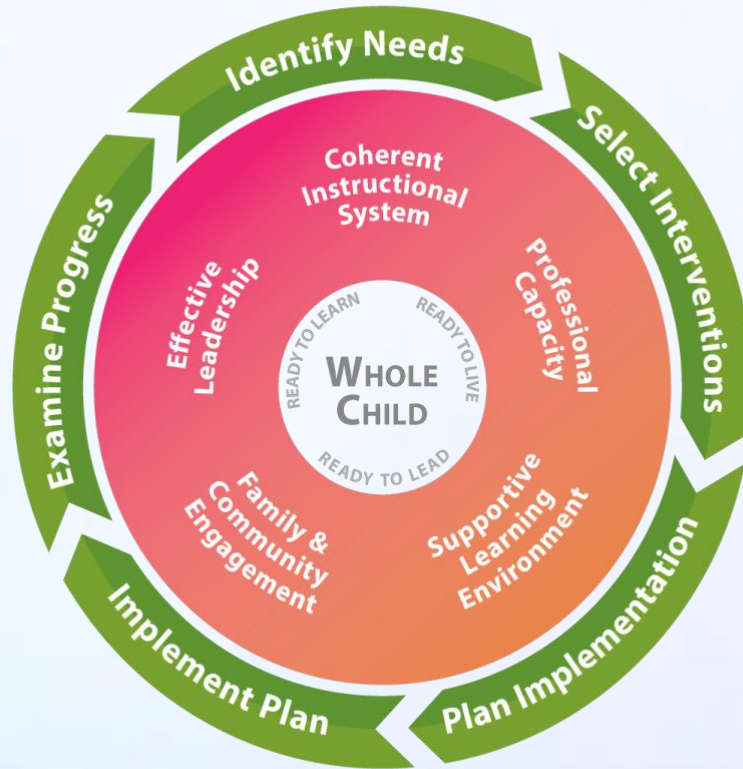 Identify Needs
Select Interventions
Plan Implementation
Implement Plan
Examine Progress
Coherent
Instructional
System
Professional
Capacity
Supportive
Learning
Environment
Family &
Community
Engagement
Effective
Leadership
READY TO LEARN
READY TO LIVE
READY TO LEAD
WHOLE
CHILD